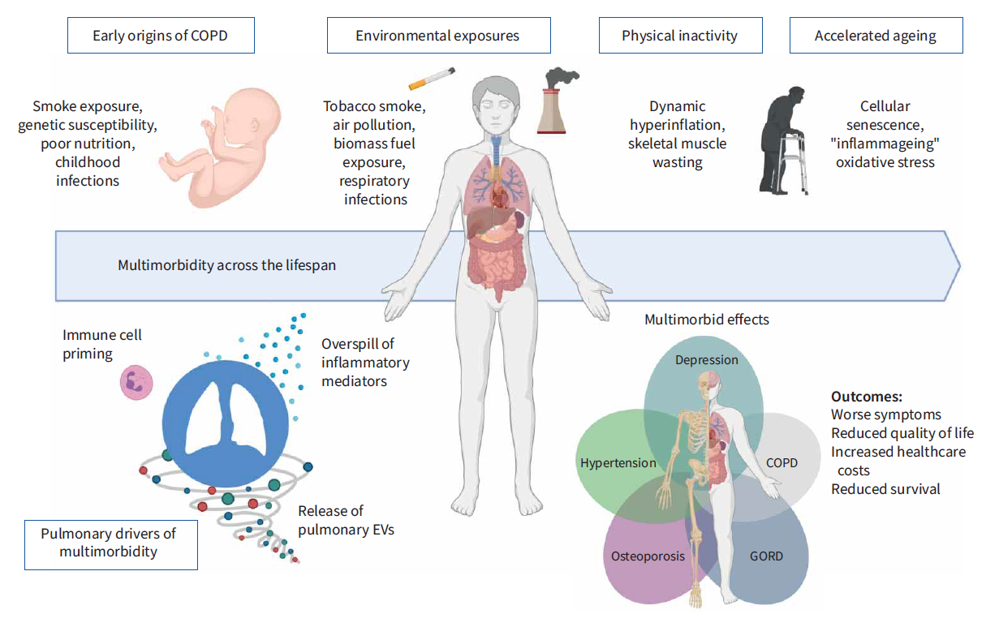 Early origins of COPD
Environmental exposures
Physical inactivity
Accelerated ageing
Smoke exposure,
genetic susceptibility,
poor nutrition,
childhood
infections
Tobacco smoke,
air pollution,
biomass fuel
exposure,
respiratory
infections
Dynamic
hyperinflation,
skeletal muscle
wasting
Cellular
senescence,
"inflammageing"
oxidative stress
Multimorbidity across the lifespan
Immune cell
priming
Overspill of
inflammatory
mediators
Release of
pulmonary EVs
Pulmonary drivers of
multimorbidity
Multimorbid effects
Depression
Hypertension
COPD
Osteoporosis
GORD
Outcomes:
Worse symptoms
Reduced quality of life
Increased healthcare
costs
Reduced survival